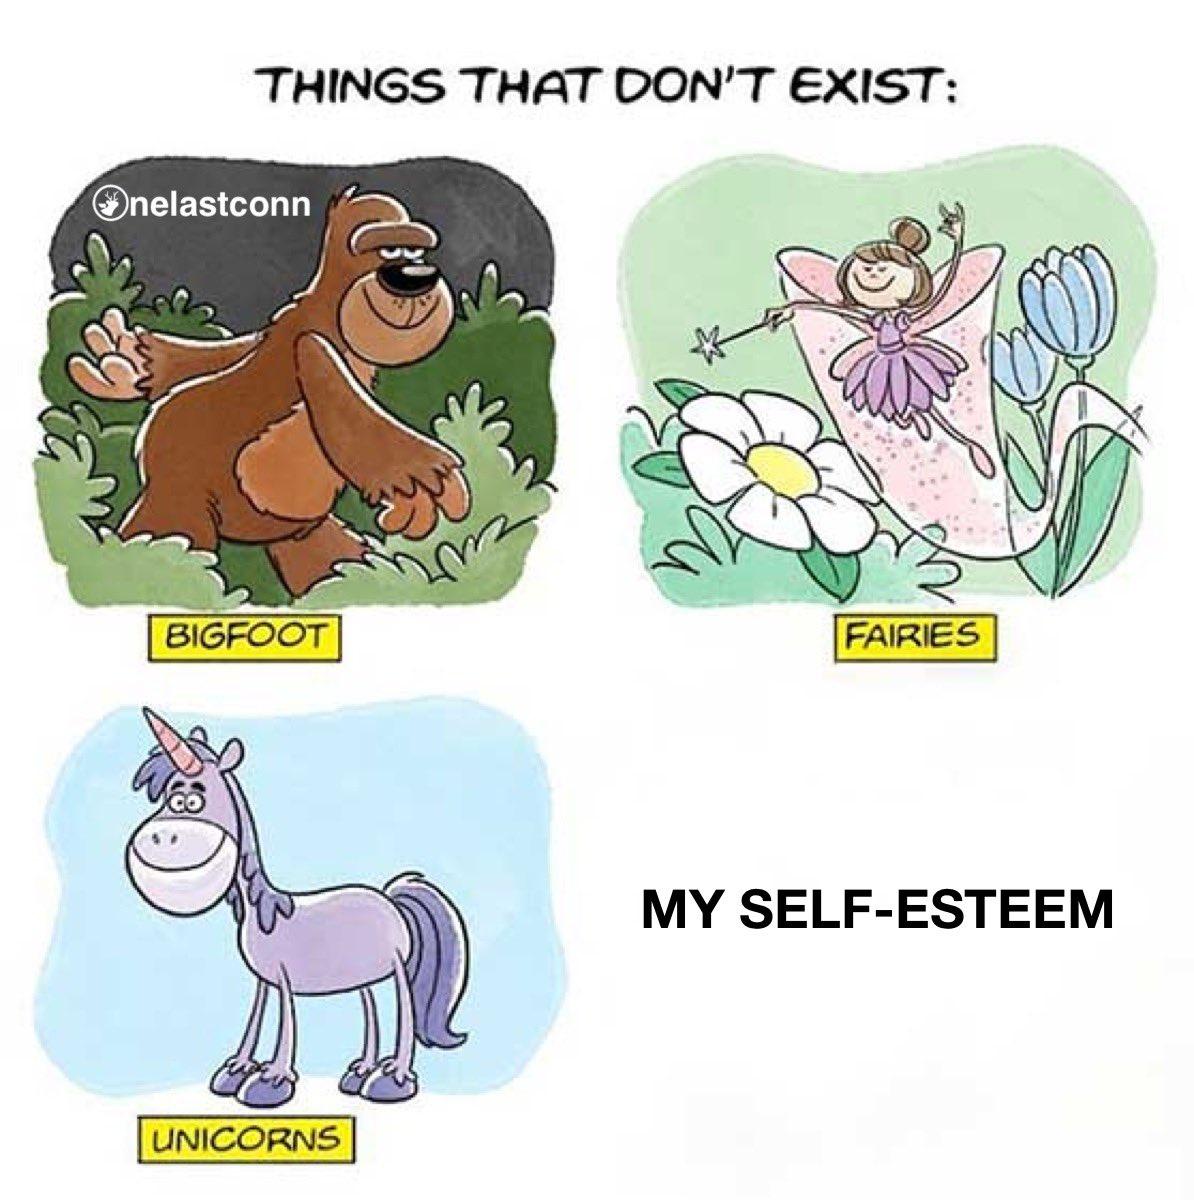 THINGS THAT DON'T EXIST:
nelastconn
BIGFOOT
FAIRIES
UNICORNS
MY SELF-ESTEEM